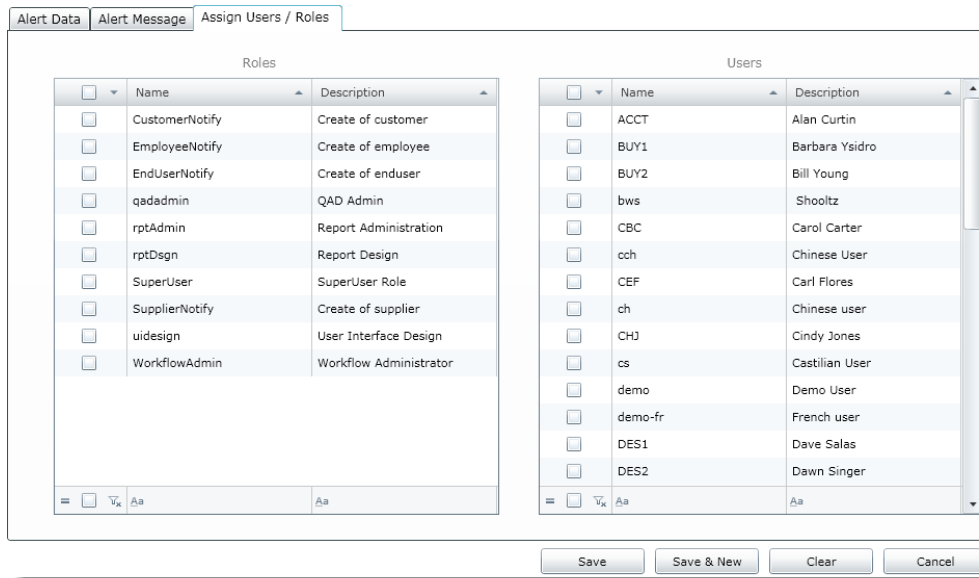 Alert Data Alert Message Assign Users / Roles
Roles
Name Description
CustomerNotify Create of customer
EmployeeNotify Create of employee
EndUserNotify Create of enduser
qadadmin QAD Admin
rptAdmin Report Administration
rptDsgn Report Design
SuperUser SuperUser Role
SupplierNotify Create of supplier
uidesign User Interface Design
WorkflowAdmin Workflow Administrator
= Aa Aa
Users
Name Description
ACCT Alan Curtin
BUY1 Barbara Ysidro
BUY2 Bill Young
bws Shooltz
CBC Carol Carter
cch Chinese User
CEF Carl Flores
ch Chinese user
CHJ Cindy Jones
cs Castilian User
demo Demo User
demo-fr French user
DES1 Dave Salas
DES2 Dawn Singer
= Aa Aa
Save Save & New Clear Cancel